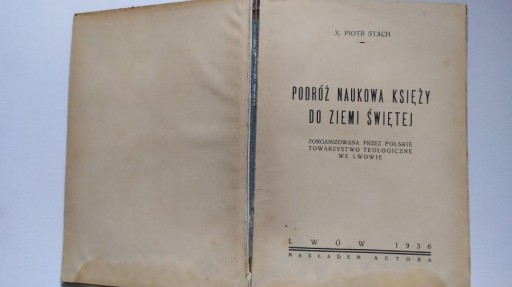 X. PIOTR STACH
PODRÓŻ NAUKOWA KSIĘŻY
DO ZIEMI ŚWIĘTEJ
ZORGANIZOWANA PRZEZ POLSKIE
TOWARZYSTWO TEOLOGICZNE
WE LWOWIE
LWÓW 1936
NAKŁADEM AUTORA